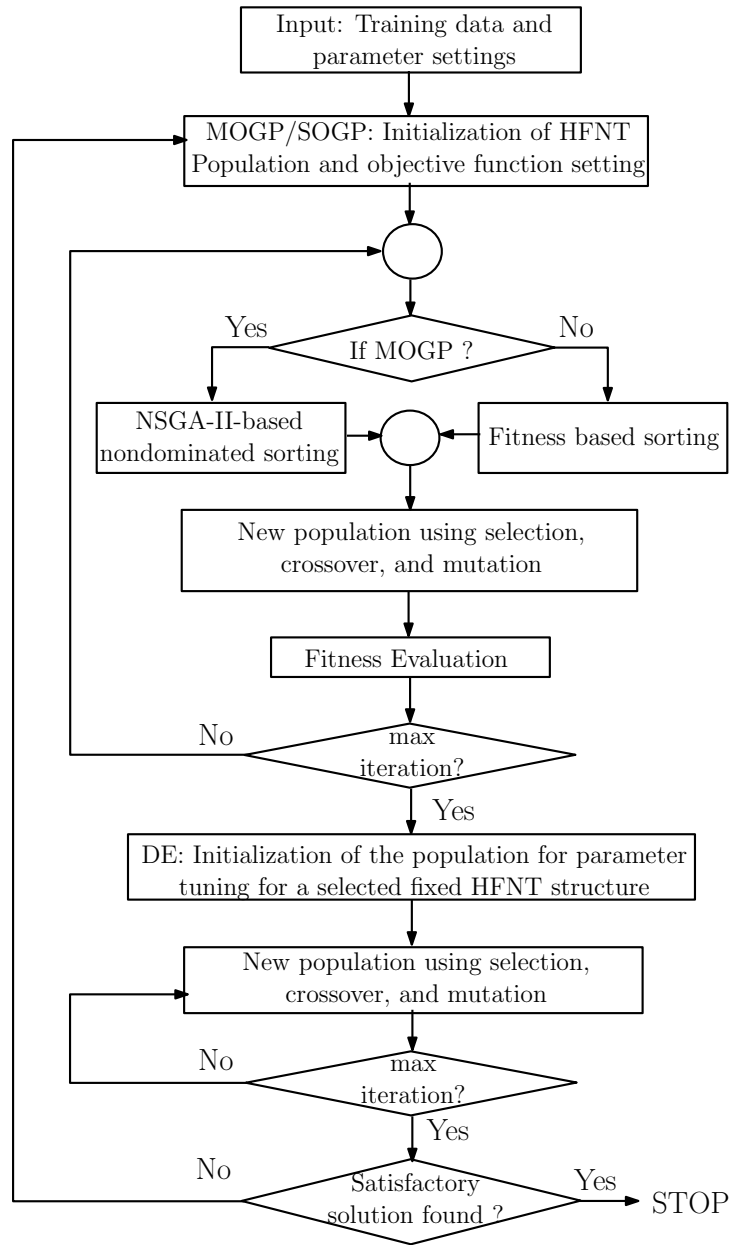 Input: Training data and
parameter settings
MOGP/SOGP: Initialization of HFNT
Population and objective function setting
Yes
No
If MOGP ?
NSGA-II-based
nondominated sorting
Fitness based sorting
New population using selection,
crossover, and mutation
Fitness Evaluation
No
max
iteration?
Yes
DE: Initialization of the population for parameter
tuning for a selected fixed HFNT structure
New population using selection,
crossover, and mutation
No
max
iteration?
Yes
No
Satisfactory
solution found ?
Yes
STOP